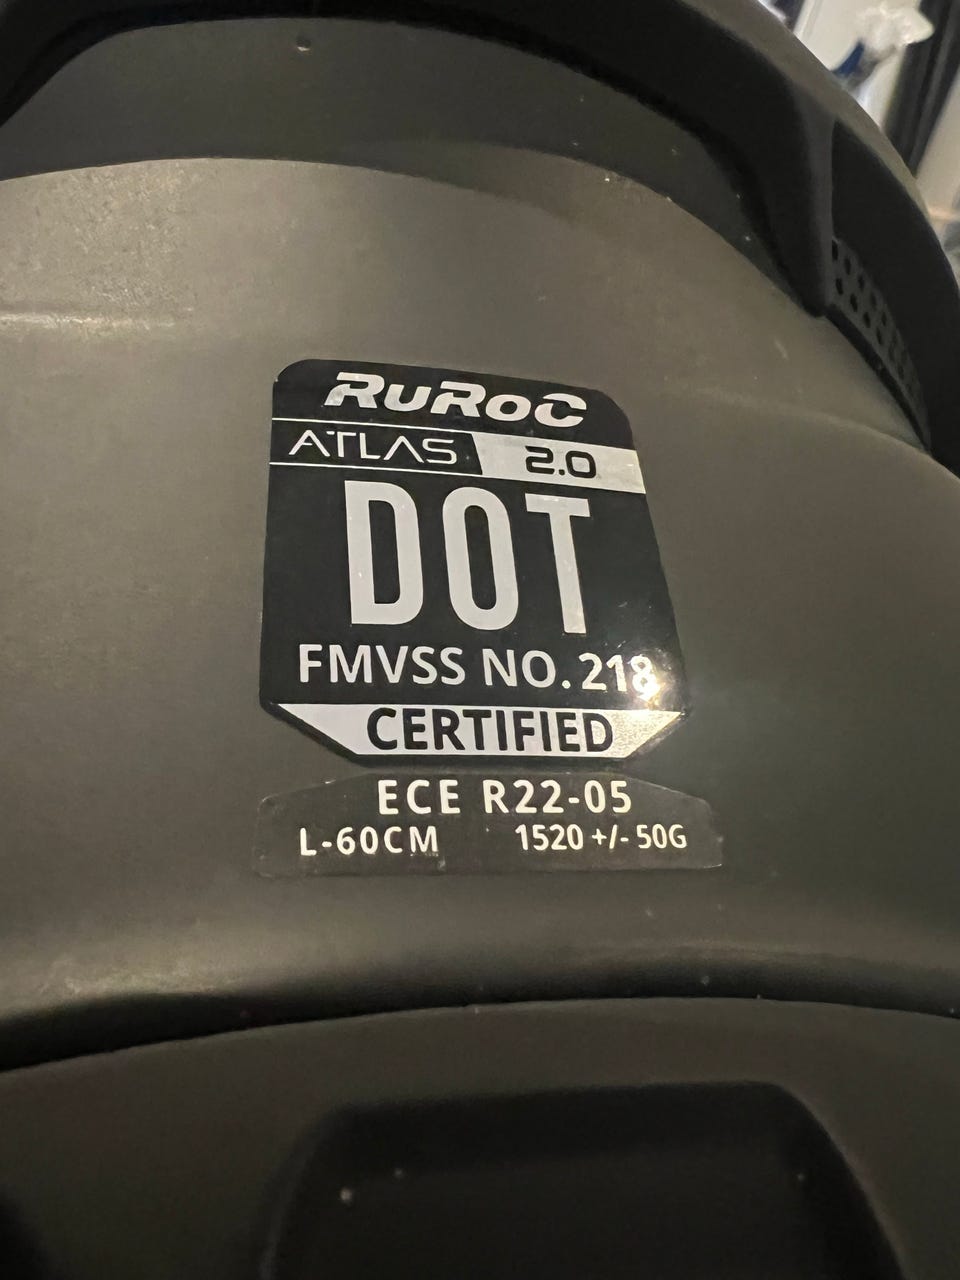 RUROC
ATLAS 2.0
DOT
FMVSS NO. 218
CERTIFIED
ECE R22-05
L-60CM 1520 +/- 50G